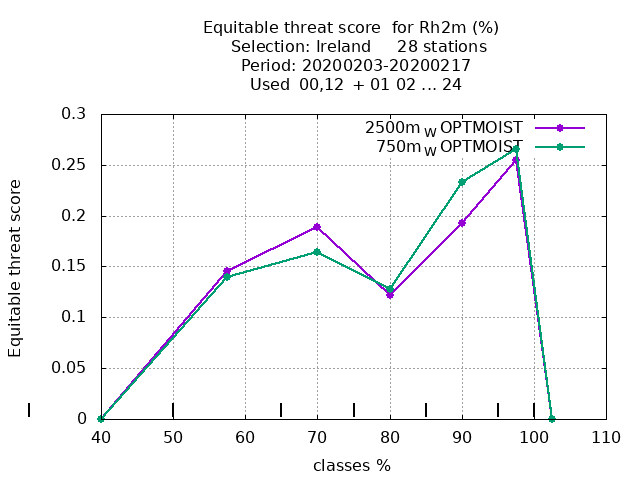 Equitable threat score  for Rh2m (%)
Selection: Ireland     28 stations
Period: 20200203-20200217
Used  00,12  + 01 02 ... 24
2500m W OPTMOIST
750m W OPTMOIST
Equitable threat score
0.3
0.25
0.2
0.15
0.1
0.05
0
40 50 60 70 80 90 100 110
classes %